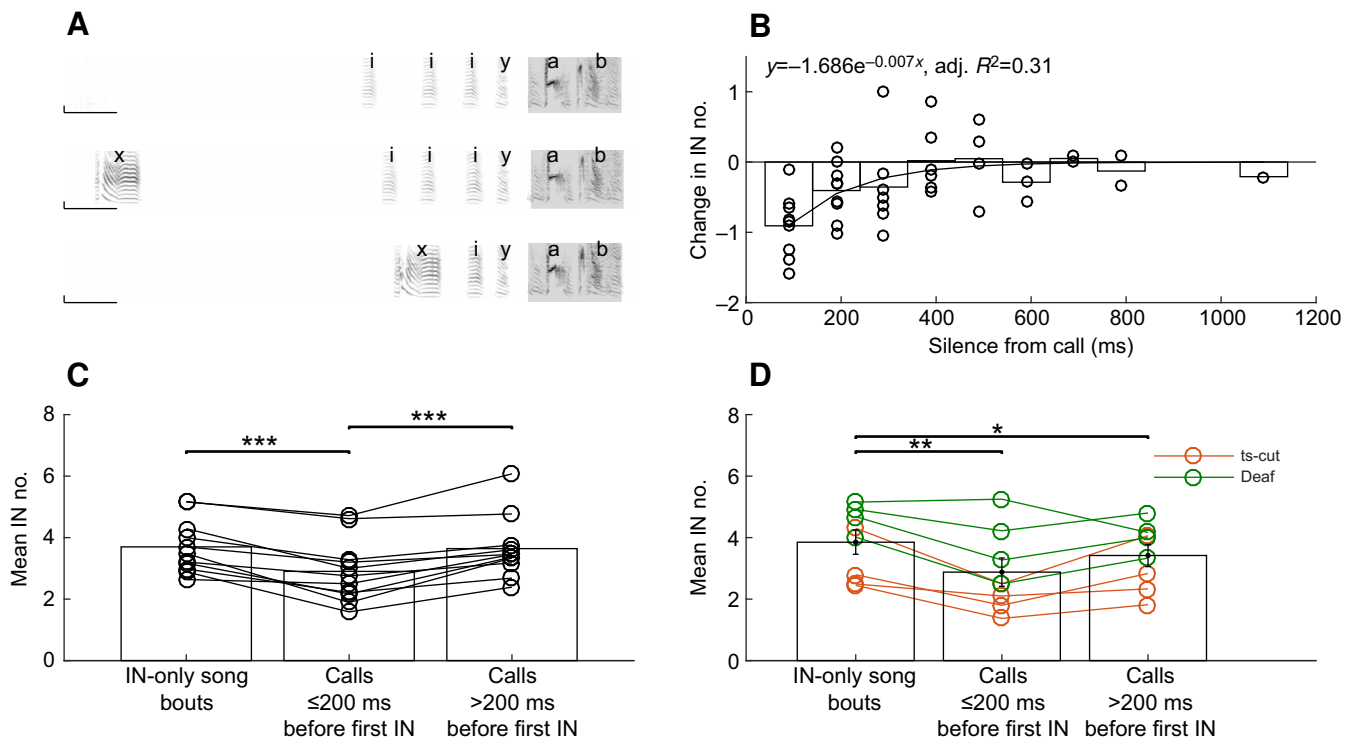 A
i i i y a b
x i i i y a b
x i y a b
B
y=–1.686e–0.007x, adj. R2=0.31
Change in IN no.
1
0
–1
–2
0 200 400 600 800 1000 1200
Silence from call (ms)
C
Mean IN no.
8
6
4
2
0
***
***
IN-only song
bouts
Calls
≤200 ms
before first IN
Calls
>200 ms
before first IN
D
Mean IN no.
8
6
4
2
0
*
**
ts-cut
Deaf
IN-only song
bouts
Calls
≤200 ms
before first IN
Calls
>200 ms
before first IN